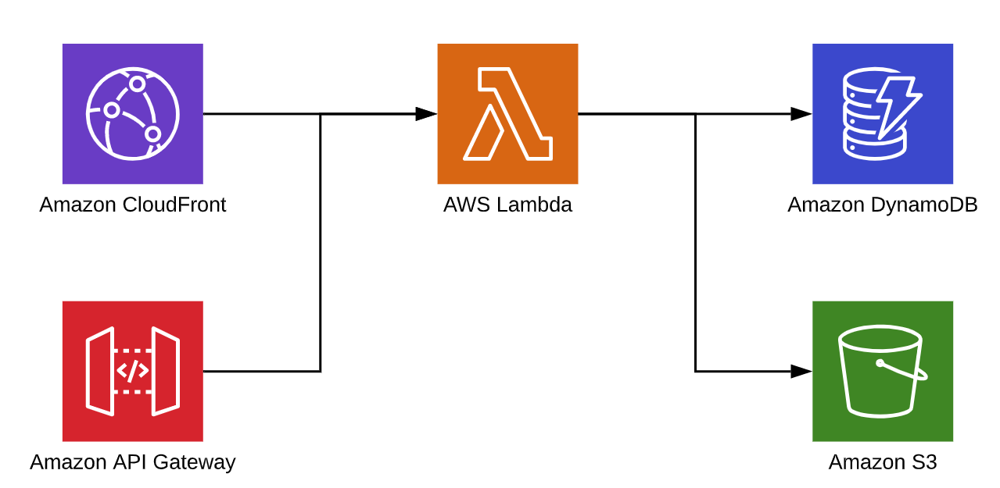 Amazon CloudFront
AWS Lambda
Amazon DynamoDB
Amazon API Gateway
Amazon S3